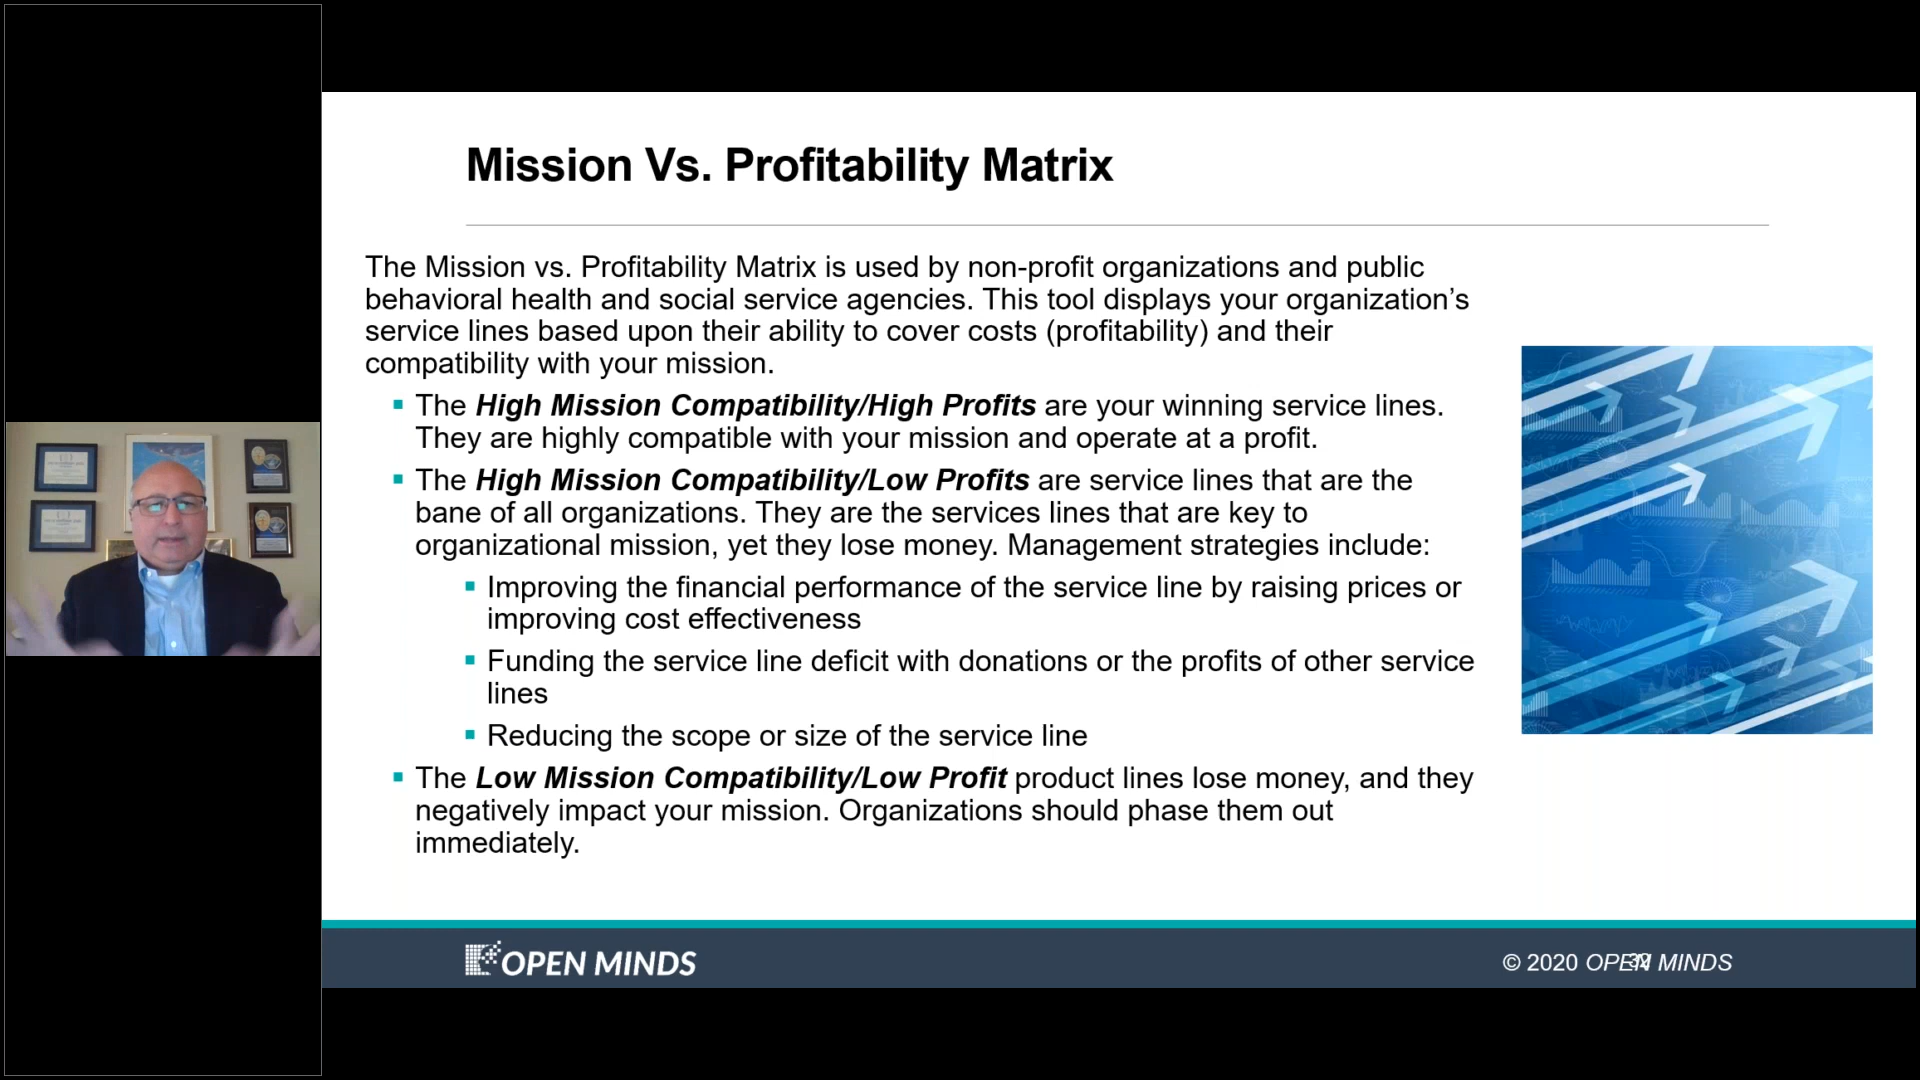 Mission Vs. Profitability Matrix
The Mission vs. Profitability Matrix is used by non-profit organizations and public
behavioral health and social service agencies. This tool displays your organization’s
service lines based upon their ability to cover costs (profitability) and their
compatibility with your mission.
The High Mission Compatibility/High Profits are your winning service lines.
They are highly compatible with your mission and operate at a profit.
The High Mission Compatibility/Low Profits are service lines that are the
bane of all organizations. They are the services lines that are key to
organizational mission, yet they lose money. Management strategies include:
Improving the financial performance of the service line by raising prices or
improving cost effectiveness
Funding the service line deficit with donations or the profits of other service
lines
Reducing the scope or size of the service line
The Low Mission Compatibility/Low Profit product lines lose money, and they
negatively impact your mission. Organizations should phase them out
immediately.
OPEN MINDS
© 2020 OPEN MINDS
32